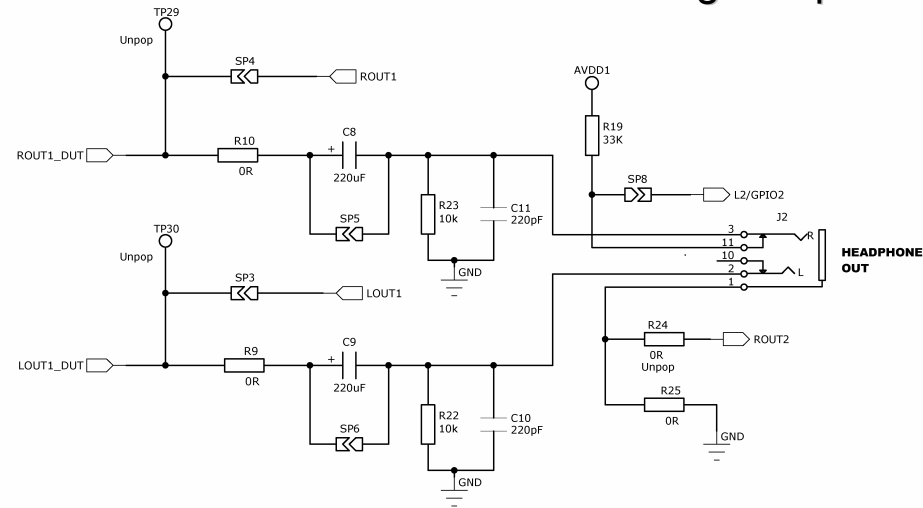 TP29
Unpop
SP4
ROUT1
ROUT1_DUT
R10
0R
+
C8
220uF
SP5
R23
10k
C11
220pF
GND
AVDD1
R19
33K
SP8
L2/GPIO2
J2
3
11
10
2
1
R
L
HEADPHONE
OUT
TP30
Unpop
SP3
LOUT1
LOUT1_DUT
R9
0R
+
C9
220uF
SP6
R22
10k
C10
220pF
GND
R24
0R
Unpop
ROUT2
R25
0R
GND